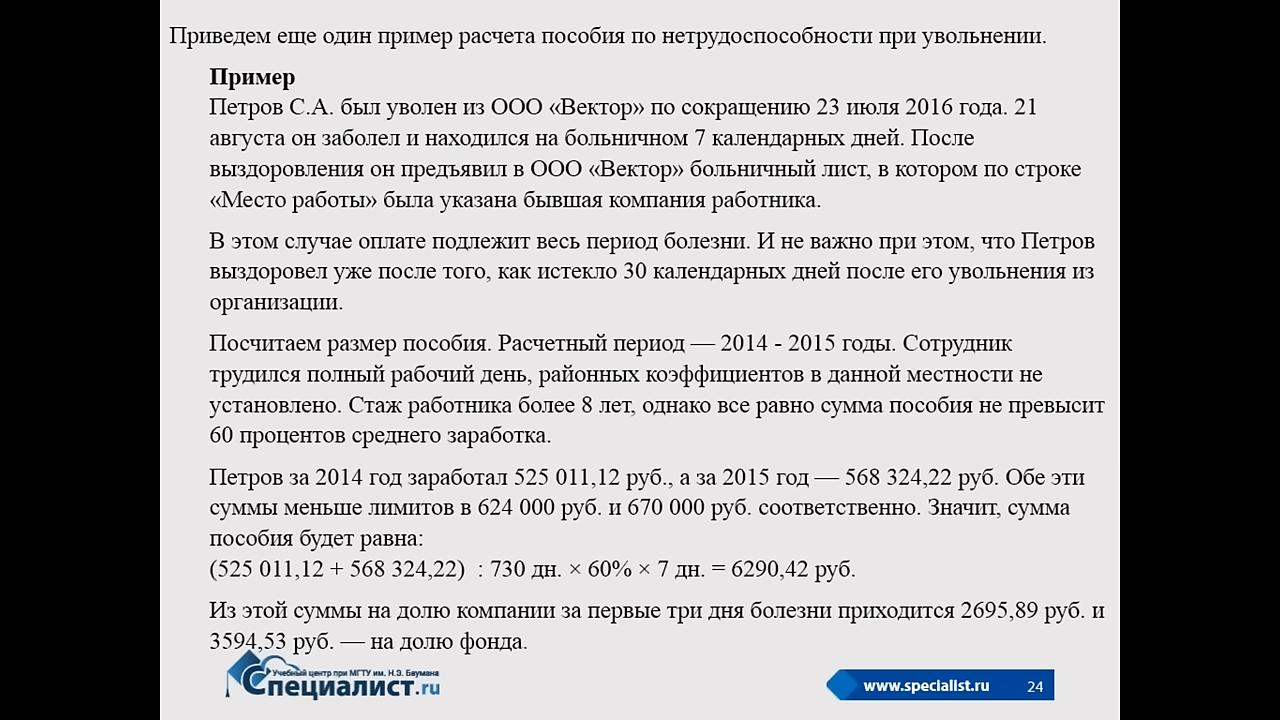 Приведем еще один пример расчета пособия по нетрудоспособности при увольнении.
Пример
Петров С.А. был уволен из ООО «Вектор» по сокращению 23 июля 2016 года. 21
августа он заболел и находился на больничном 7 календарных дней. После
выздоровления он предъявил в ООО «Вектор» больничный лист, в котором по строке
«Место работы» была указана бывшая компания работника.
В этом случае оплате подлежит весь период болезни. И не важно при этом, что Петров
выздоровел уже после того, как истекло 30 календарных дней после его увольнения из
организации.
Посчитаем размер пособия. Расчетный период — 2014 - 2015 годы. Сотрудник
трудился полный рабочий день, районных коэффициентов в данной местности не
установлено. Стаж работника более 8 лет, однако все равно сумма пособия не превысит
60 процентов среднего заработка.
Петров за 2014 год заработал 525 011,12 руб., а за 2015 год — 568 324,22 руб. Обе эти
суммы меньше лимитов в 624 000 руб. и 670 000 руб. соответственно. Значит, сумма
пособия будет равна:
(525 011,12 + 568 324,22) : 730 дн. × 60% × 7 дн. = 6290,42 руб.
Из этой суммы на долю компании за первые три дня болезни приходится 2695,89 руб. и
3594,53 руб. — на долю фонда.
Учебный центр при МГТУ им. Н.Э. Баумана
Специалист.ru
www.specialist.ru 24